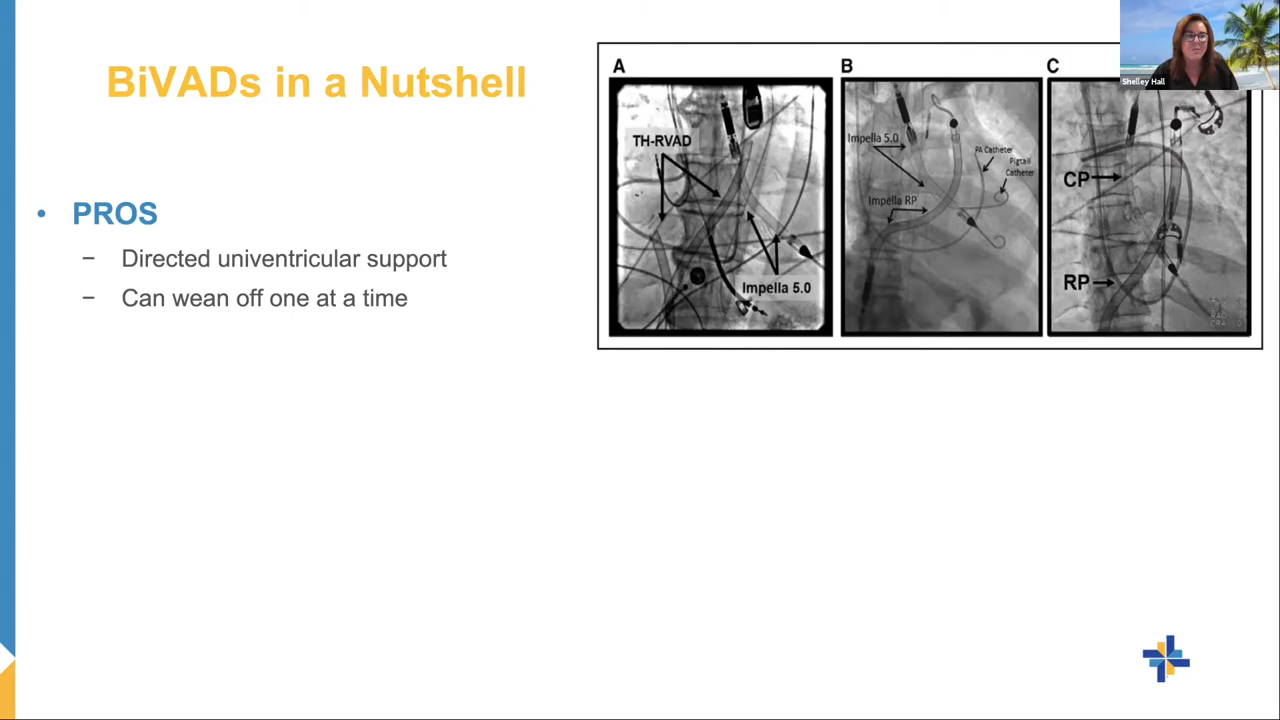 BiVADs in a Nutshell
• PROS
− Directed univentricular support
− Can wean off one at a time
A
TH-RVAD
Impella 5.0
B
Impella 5.0
PA Catheter
Pigtail
Catheter
Impella RP
C
CP
RP
Shelley Hall